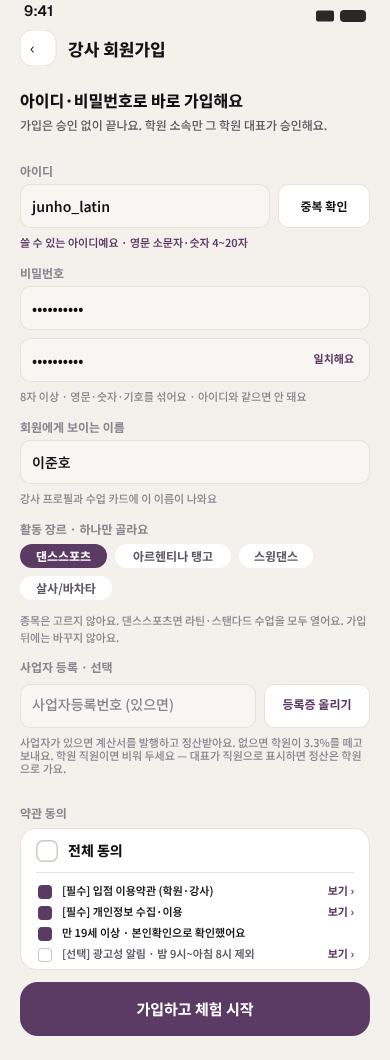 9:41
‹ 강사 회원가입
아이디·비밀번호로 바로 가입해요
가입은 승인 없이 끝나요. 학원 소속만 그 학원 대표가 승인해요.
아이디
junho_latin 중복 확인
쓸 수 있는 아이디예요 · 영문 소문자·숫자 4~20자
비밀번호
••••••••••
•••••••••• 일치해요
8자 이상 · 영문·숫자·기호를 섞어요 · 아이디와 같으면 안 돼요
회원에게 보이는 이름
이준호
강사 프로필과 수업 카드에 이 이름이 나와요
활동 장르 · 하나만 골라요
댄스스포츠 아르헨티나 탱고 스윙댄스
살사/바차타
종목은 고르지 않아요. 댄스스포츠면 라틴·스탠다드 수업을 모두 열어요. 가입
뒤에는 바꾸지 않아요.
사업자 등록 · 선택
사업자등록번호 (있으면) 등록증 올리기
사업자가 있으면 계산서를 발행하고 정산받아요. 없으면 학원이 3.3%를 떼고
보내요. 학원 직원이면 비워 두세요 — 대표가 직원으로 표시하면 정산은 학원
으로 가요.
약관 동의
전체 동의
[필수] 입점 이용약관 (학원·강사) 보기 ›
[필수] 개인정보 수집·이용 보기 ›
만 19세 이상 · 본인확인으로 확인했어요
[선택] 광고성 알림 · 밤 9시~아침 8시 제외 보기 ›
가입하고 체험 시작